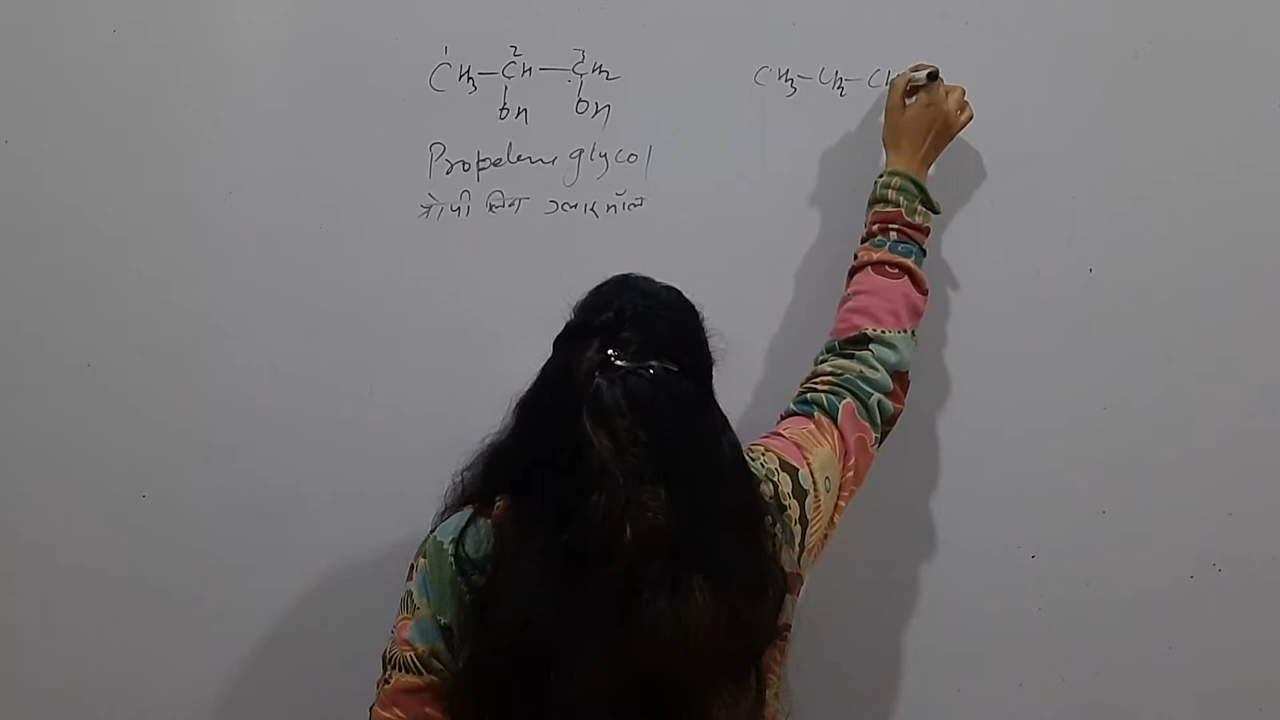 1 2 3
CH3-CH-CH2
OH OH
Propelene glycol
प्रोपीलिन ग्लाइकॉल
CH3-CH2-CH